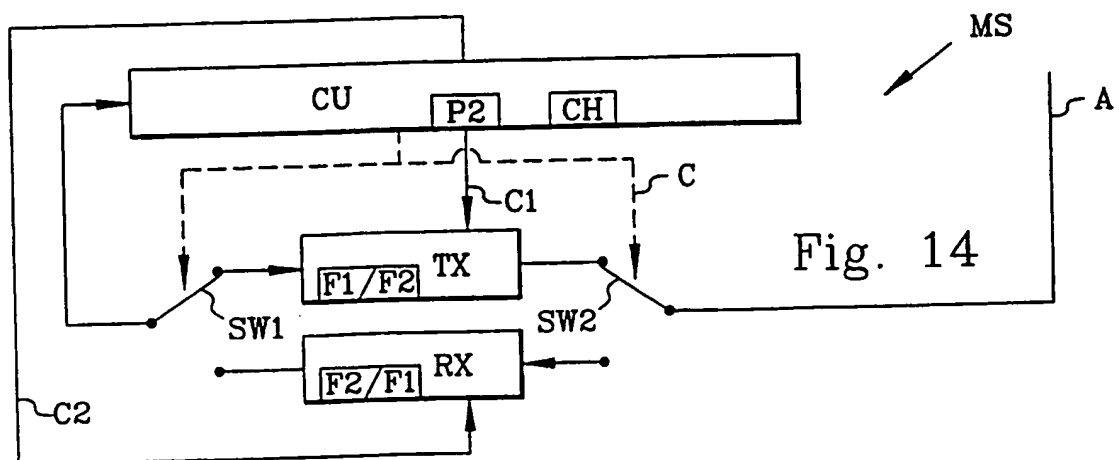 MS
CU
P2
CH
A
C
C1
Fig. 14
F1/F2 TX
SW1
SW2
F2/F1 RX
C2